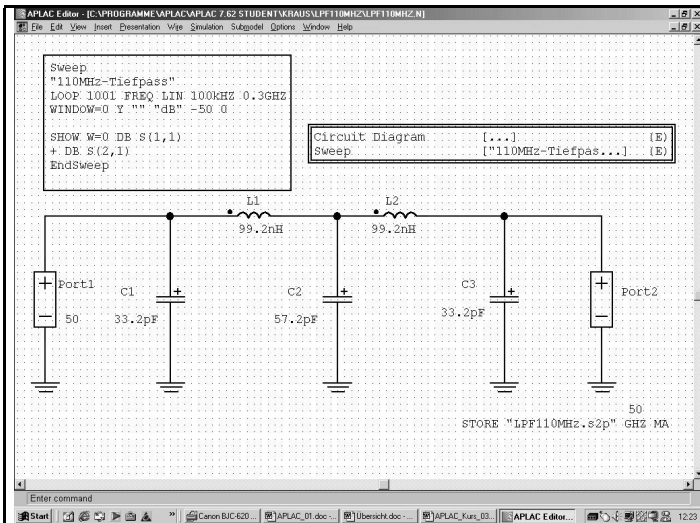 APLAC Editor - [C:\PROGRAMME\APLAC\APLAC 7.62 STUDENT\KRAUS\LPF110MHZ\LPF110MHZ.N]
File Edit View Insert Presentation Wire Simulation Submodel Options Window Help
Sweep
"110MHz-Tiefpass"
LOOP 1001 FREQ LIN 100kHZ 0.3GHZ
WINDOW=0 Y "" "dB" -50 0
SHOW W=0 DB S(1,1)
+ DB S(2,1)
EndSweep
Circuit Diagram [...] (E)
Sweep ["110MHz-Tiefpas...] (E)
L1 L2
99.2nH 99.2nH
Port1 C1 C2 C3 Port2
50 33.2pF 57.2pF 33.2pF
50
STORE "LPF110MHz.s2p" GHZ MA
Enter command
Start » Canon BJC-620 ... APLAC_01.doc -... Übersicht.doc -... APLAC_Kurs_03... APLAC Editor... 12:23